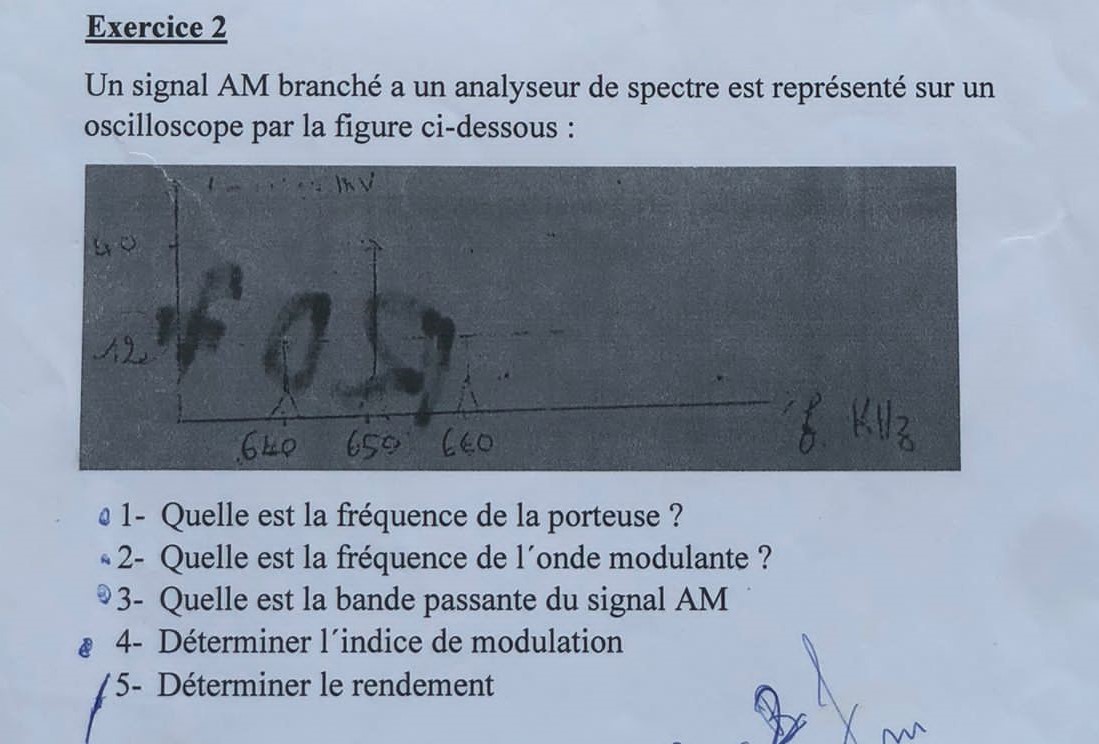 Exercice 2
Un signal AM branché a un analyseur de spectre est représenté sur un
oscilloscope par la figure ci-dessous :
mV
40
12
640 650 660
f. KHz
1- Quelle est la fréquence de la porteuse ?
2- Quelle est la fréquence de l´onde modulante ?
3- Quelle est la bande passante du signal AM
4- Déterminer l´indice de modulation
5- Déterminer le rendement